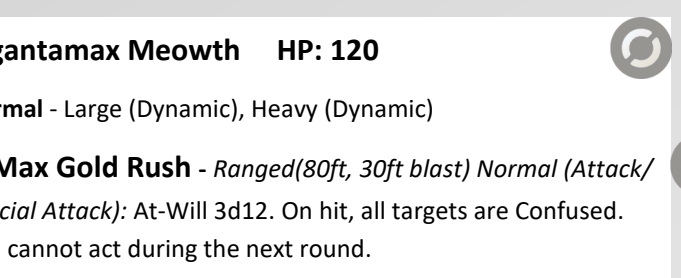 gantamax Meowth HP: 120
rmal - Large (Dynamic), Heavy (Dynamic)
Max Gold Rush - Ranged(80ft, 30ft blast) Normal (Attack/
cial Attack): At-Will 3d12. On hit, all targets are Confused.
cannot act during the next round.